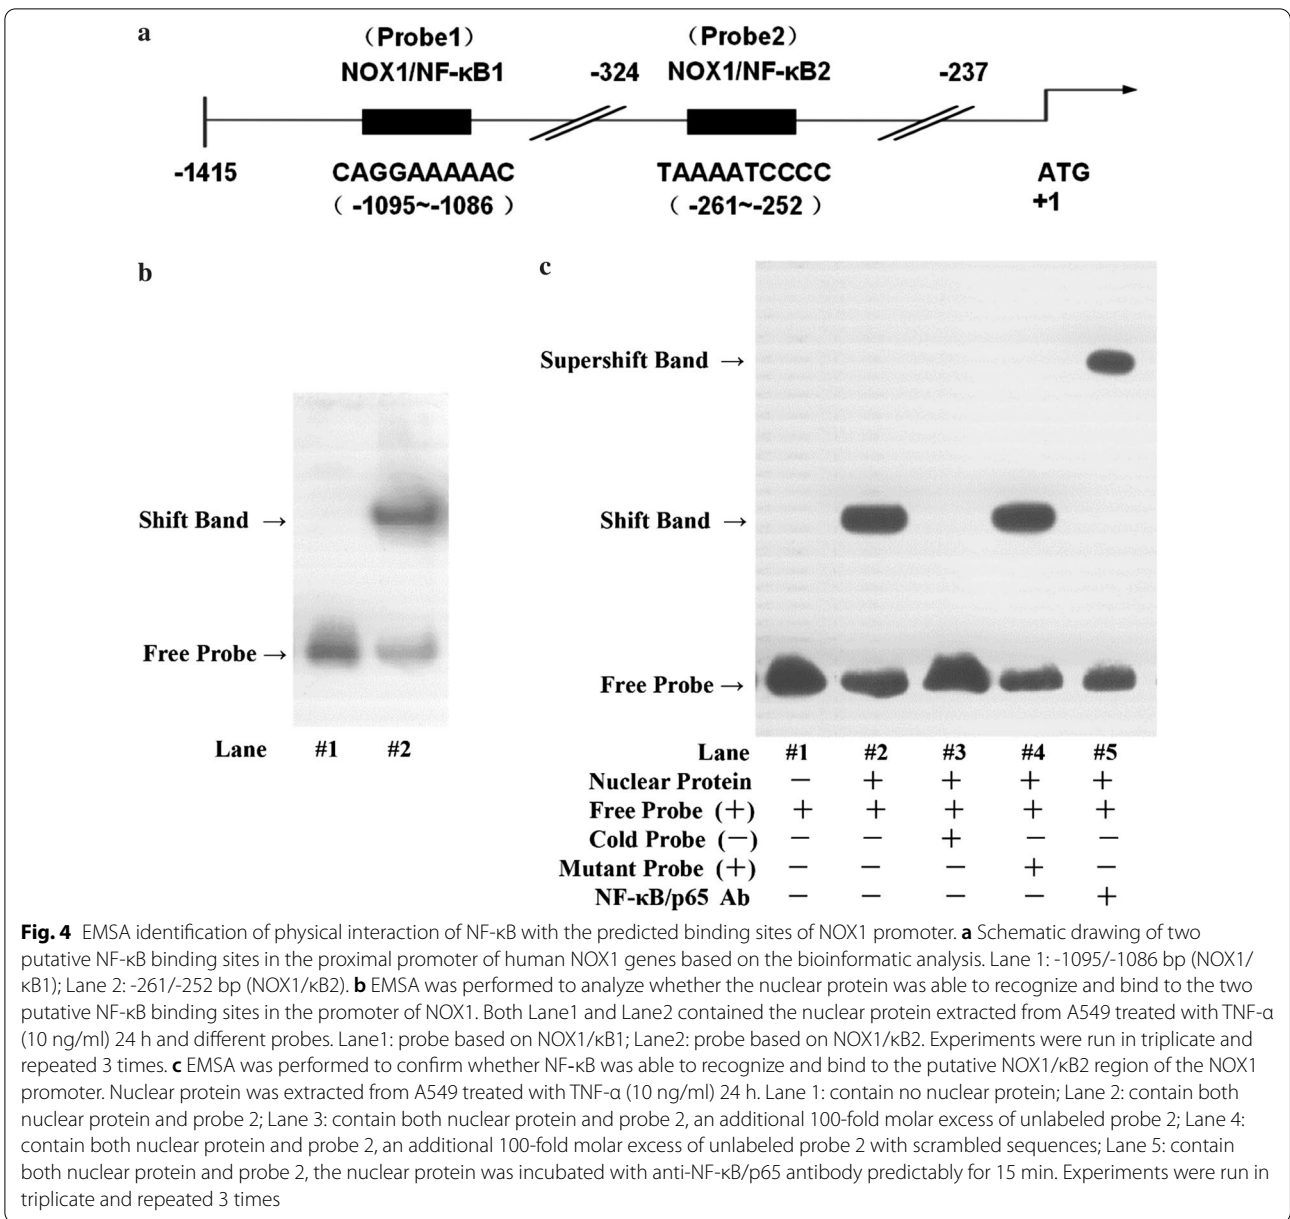 a
（Probe1）
（Probe2）
NOX1/NF-κB1
-324
NOX1/NF-κB2
-237
-1415
CAGGAAAAAC
TAAAATCCCC
ATG
（ -1095~-1086 ）
（ -261~-252 ）
+1
b
Shift Band →
Free Probe →
Lane #1 #2
c
Supershift Band →
Shift Band →
Free Probe →
Lane #1 #2 #3 #4 #5
Nuclear Protein − + + + +
Free Probe (+) + + + + +
Cold Probe (−) − − + − −
Mutant Probe (+) − − − + −
NF-κB/p65 Ab − − − − +
Fig. 4 EMSA identification of physical interaction of NF-κB with the predicted binding sites of NOX1 promoter. a Schematic drawing of two
putative NF-κB binding sites in the proximal promoter of human NOX1 genes based on the bioinformatic analysis. Lane 1: -1095/-1086 bp (NOX1/
κB1); Lane 2: -261/-252 bp (NOX1/κB2). b EMSA was performed to analyze whether the nuclear protein was able to recognize and bind to the two
putative NF-κB binding sites in the promoter of NOX1. Both Lane1 and Lane2 contained the nuclear protein extracted from A549 treated with TNF-α
(10 ng/ml) 24 h and different probes. Lane1: probe based on NOX1/κB1; Lane2: probe based on NOX1/κB2. Experiments were run in triplicate and
repeated 3 times. c EMSA was performed to confirm whether NF-κB was able to recognize and bind to the putative NOX1/κB2 region of the NOX1
promoter. Nuclear protein was extracted from A549 treated with TNF-α (10 ng/ml) 24 h. Lane 1: contain no nuclear protein; Lane 2: contain both
nuclear protein and probe 2; Lane 3: contain both nuclear protein and probe 2, an additional 100-fold molar excess of unlabeled probe 2; Lane 4:
contain both nuclear protein and probe 2, an additional 100-fold molar excess of unlabeled probe 2 with scrambled sequences; Lane 5: contain
both nuclear protein and probe 2, the nuclear protein was incubated with anti-NF-κB/p65 antibody predictably for 15 min. Experiments were run in
triplicate and repeated 3 times